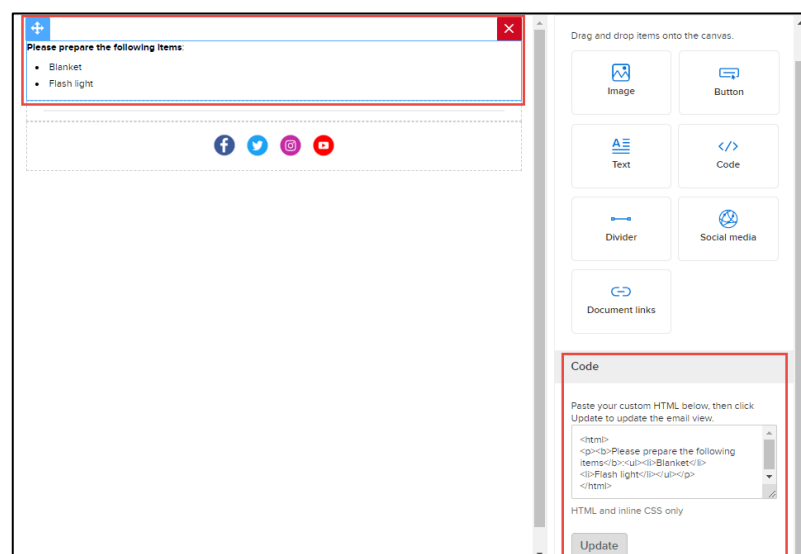 Please prepare the following items:
Blanket
Flash light
Drag and drop items onto the canvas.
Image
Button
Text
Code
Divider
Social media
Document links
Code
Paste your custom HTML below, then click
Update to update the email view.
<html>
<p><b>Please prepare the following
items</b>:<ul><li>Blanket</li>
<li>Flash light</li></ul></p>
</html>
HTML and inline CSS only
Update